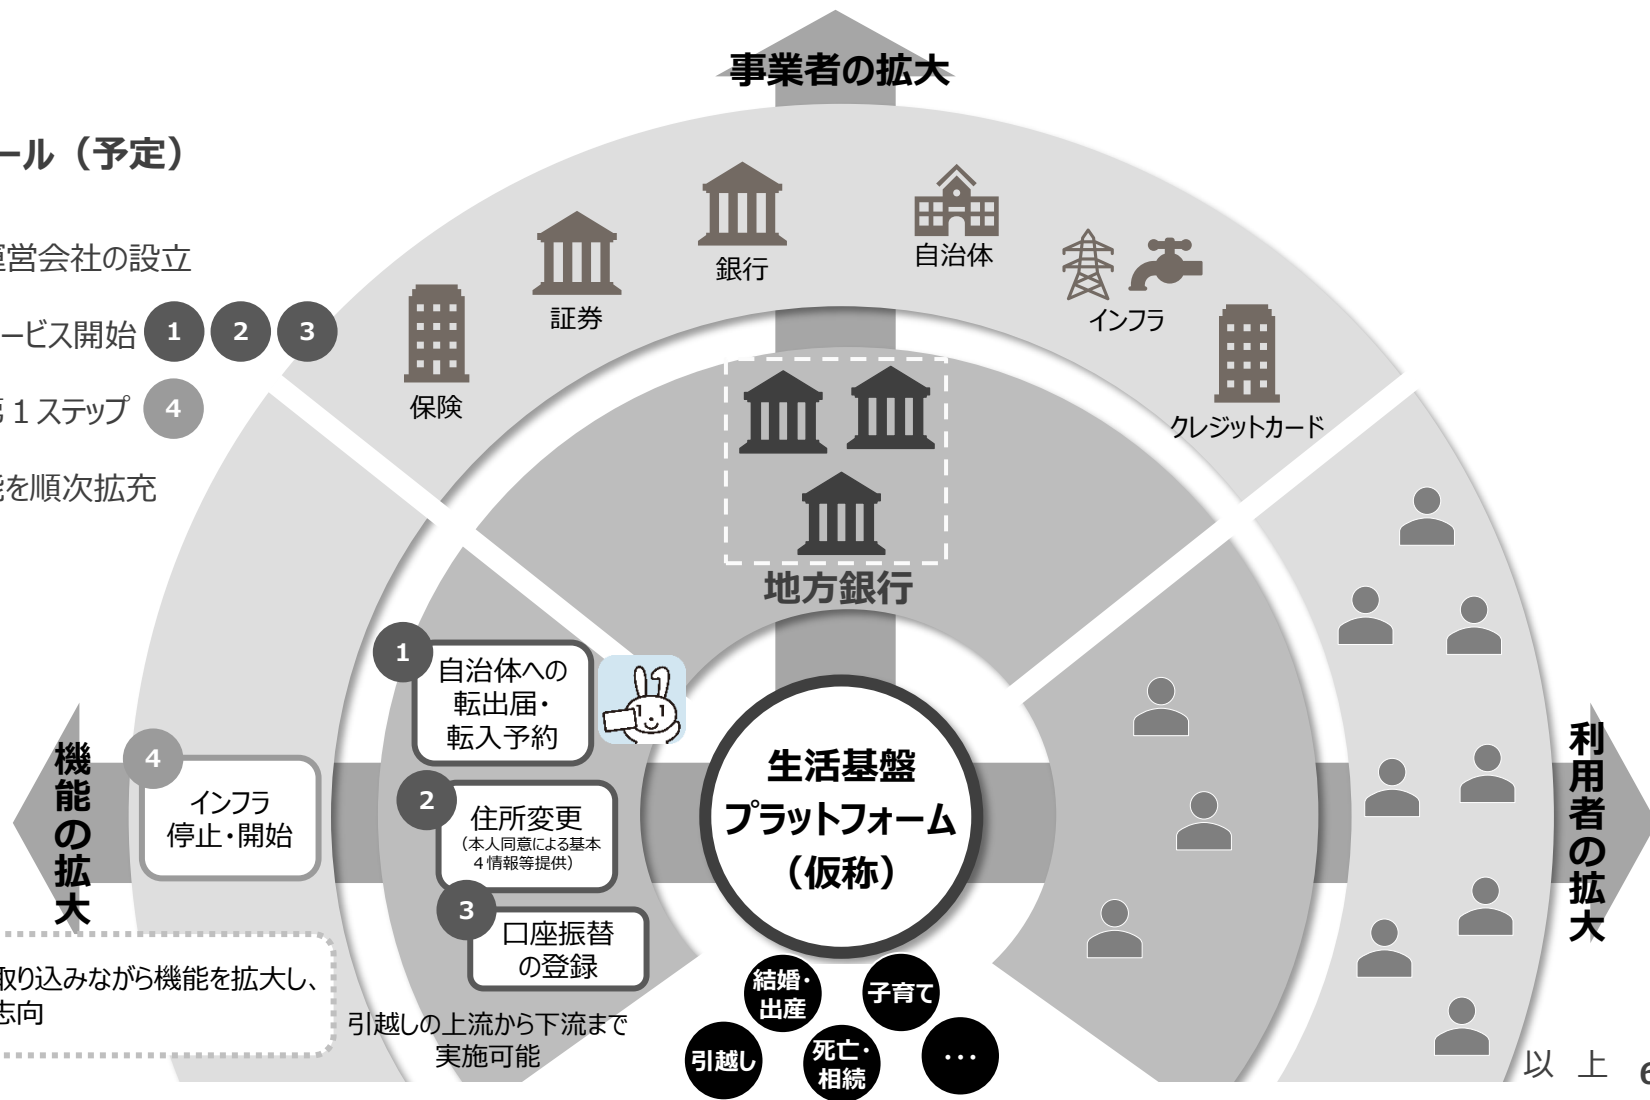 事業者の拡大
ール（予定）
運営会社の設立
ービス開始 1 2 3
第１ステップ 4
能を順次拡充
保険
証券
銀行
自治体
インフラ
クレジットカード
地方銀行
1
自治体への
転出届・
転入予約
2
住所変更
（本人同意による基本
４情報等提供）
3
口座振替
の登録
引越しの上流から下流まで
実施可能
4
インフラ
停止・開始
機能の拡大
取り込みながら機能を拡大し、
志向
生活基盤
プラットフォーム
（仮称）
結婚・
出産
子育て
引越し
死亡・
相続
・・・
利用者の拡大
以 上
6